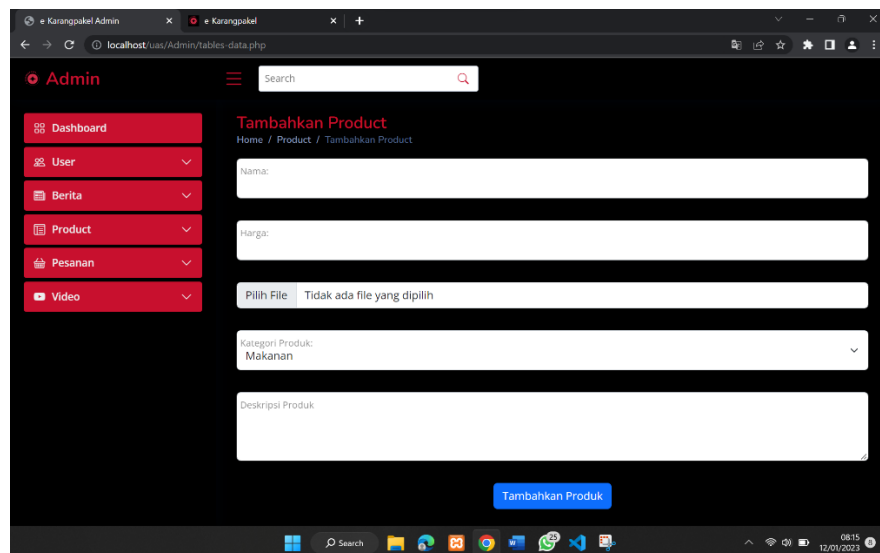 e Karangpakel Admin
e Karangpakel
localhost/uas/Admin/tables-data.php
Admin
Search
Dashboard
User
Berita
Product
Pesanan
Video
Tambahkan Product
Home / Product / Tambahkan Product
Nama:
Harga:
Pilih File Tidak ada file yang dipilih
Kategori Produk:
Makanan
Deskripsi Produk
Tambahkan Produk
Search
25
08:15
12/01/2023
8